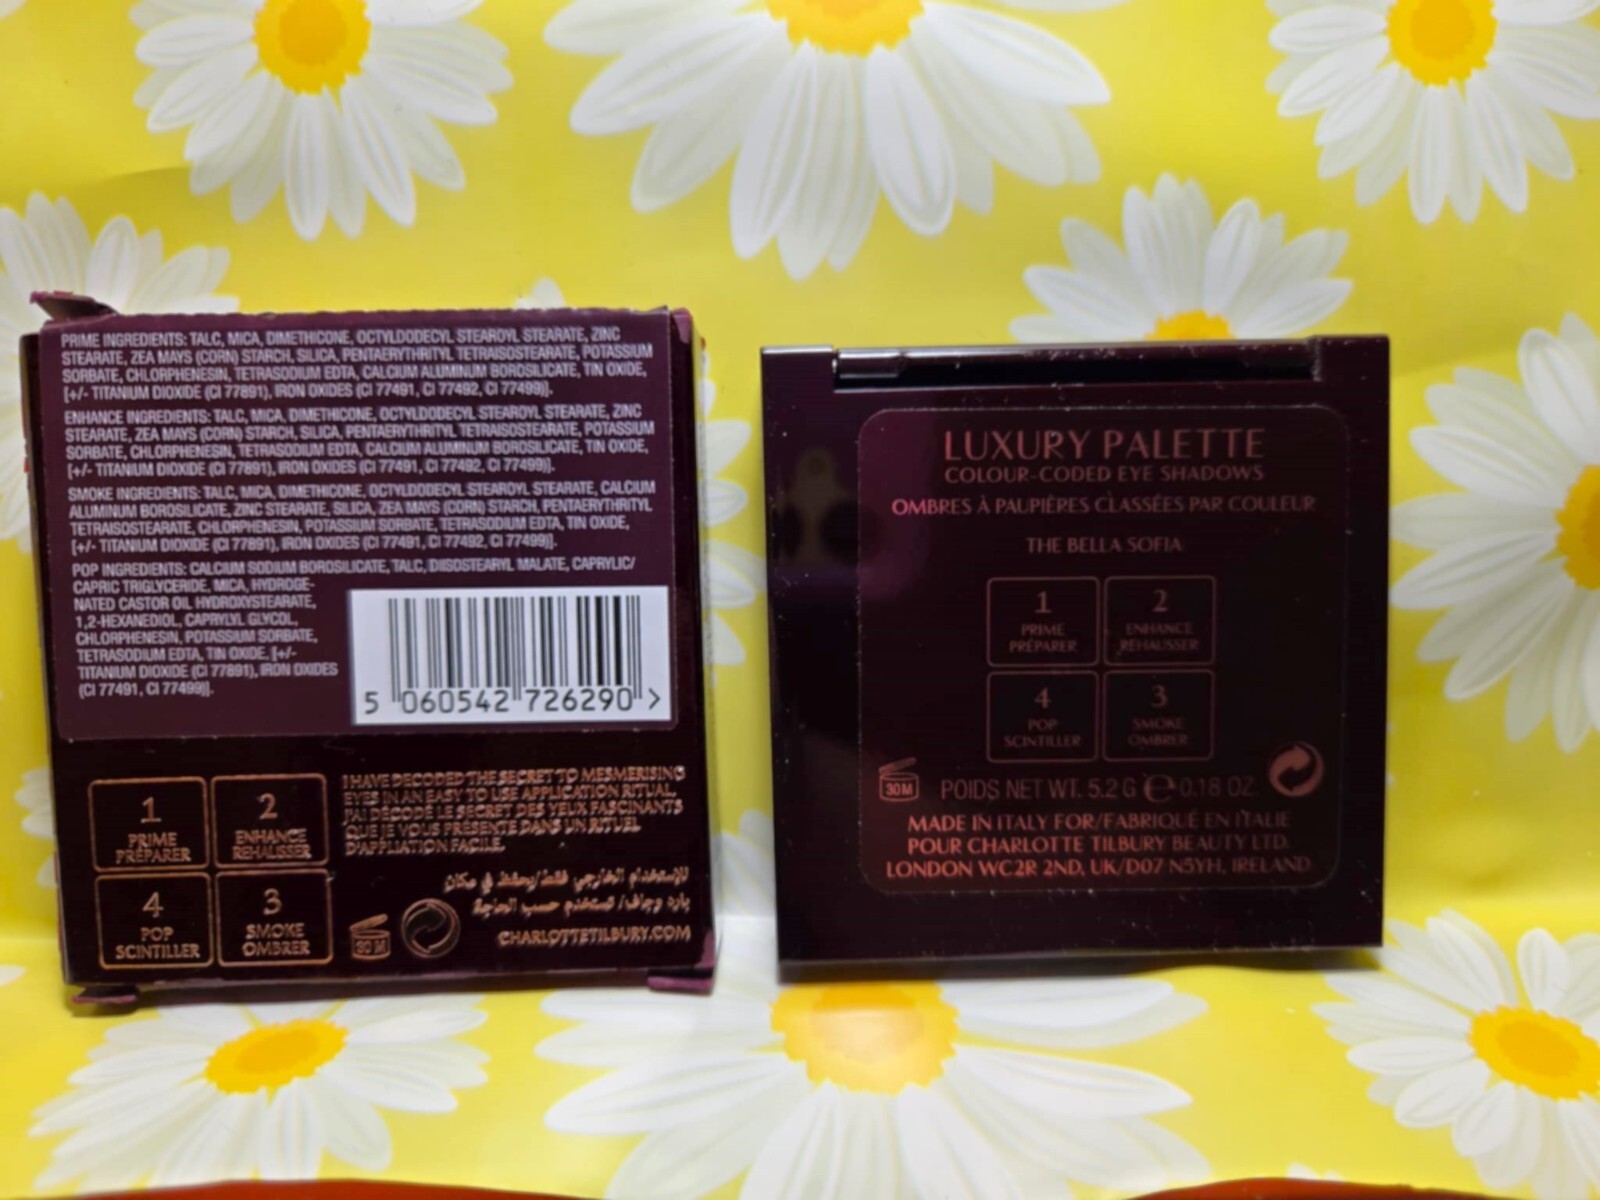 PRIME INGREDIENTS: TALC, MICA, DIMETHICONE, OCTYLDODECYL STEAROYL STEARATE, ZINC
STEARATE, ZEA MAYS (CORN) STARCH, SILICA, PENTAERYTHRITYL TETRAISOSTEARATE, POTASSIUM
SORBATE, CHLORPHENESIN, TETRASODIUM EDTA, CALCIUM ALUMINUM BOROSILICATE, TIN OXIDE,
[+/- TITANIUM DIOXIDE (CI 77891), IRON OXIDES (CI 77491, CI 77492, CI 77499)].
ENHANCE INGREDIENTS: TALC, MICA, DIMETHICONE, OCTYLDODECYL STEAROYL STEARATE, ZINC
STEARATE, ZEA MAYS (CORN) STARCH, SILICA, PENTAERYTHRITYL TETRAISOSTEARATE, POTASSIUM
SORBATE, CHLORPHENESIN, TETRASODIUM EDTA, CALCIUM ALUMINUM BOROSILICATE, TIN OXIDE,
[+/- TITANIUM DIOXIDE (CI 77891), IRON OXIDES (CI 77491, CI 77492, CI 77499)].
SMOKE INGREDIENTS: TALC, MICA, DIMETHICONE, OCTYLDODECYL STEAROYL STEARATE, CALCIUM
ALUMINUM BOROSILICATE, ZINC STEARATE, SILICA, ZEA MAYS (CORN) STARCH, PENTAERYTHRITYL
TETRAISOSTEARATE, CHLORPHENESIN, POTASSIUM SORBATE, TETRASODIUM EDTA, TIN OXIDE,
[+/- TITANIUM DIOXIDE (CI 77891), IRON OXIDES (CI 77491, CI 77492, CI 77499)].
POP INGREDIENTS: CALCIUM SODIUM BOROSILICATE, TALC, DIISOSTEARYL MALATE, CAPRYLIC/
CAPRIC TRIGLYCERIDE, MICA, HYDROGE-
NATED CASTOR OIL HYDROXYSTEARATE,
1,2-HEXANEDIOL, CAPRYLYL GLYCOL,
CHLORPHENESIN, POTASSIUM SORBATE,
TETRASODIUM EDTA, TIN OXIDE. [+/-
TITANIUM DIOXIDE (CI 77891), IRON OXIDES
(CI 77491, CI 77499)].
5 060542 726290 >
1
PRIME
PRÉPARER
2
ENHANCE
REHAUSSER
4
POP
SCINTILLER
3
SMOKE
OMBRER
I HAVE DECODED THE SECRET TO MESMERISING
EYES IN AN EASY TO USE APPLICATION RITUAL.
J'AI DÉCODÉ LE SECRET DES YEUX FASCINANTS
QUE JE VOUS PRÉSENTE DANS UN RITUEL
D'APPLIATION FACILE.
للإستخدام الخارجي فقط/يحفظ في مكان
بارد وجاف/ تستخدم حسب الحاجة
30 M
CHARLOTTETILBURY.COM
LUXURY PALETTE
COLOUR-CODED EYE SHADOWS
OMBRES À PAUPIÈRES CLASSÉES PAR COULEUR
THE BELLA SOFIA
1
PRIME
PRÉPARER
2
ENHANCE
REHAUSSER
4
POP
SCINTILLER
3
SMOKE
OMBRER
30M
POIDS NET WT. 5.2 G ℮ 0.18 OZ.
MADE IN ITALY FOR/FABRIQUÉ EN ITALIE
POUR CHARLOTTE TILBURY BEAUTY LTD.
LONDON WC2R 2ND, UK/D07 N5YH, IRELAND